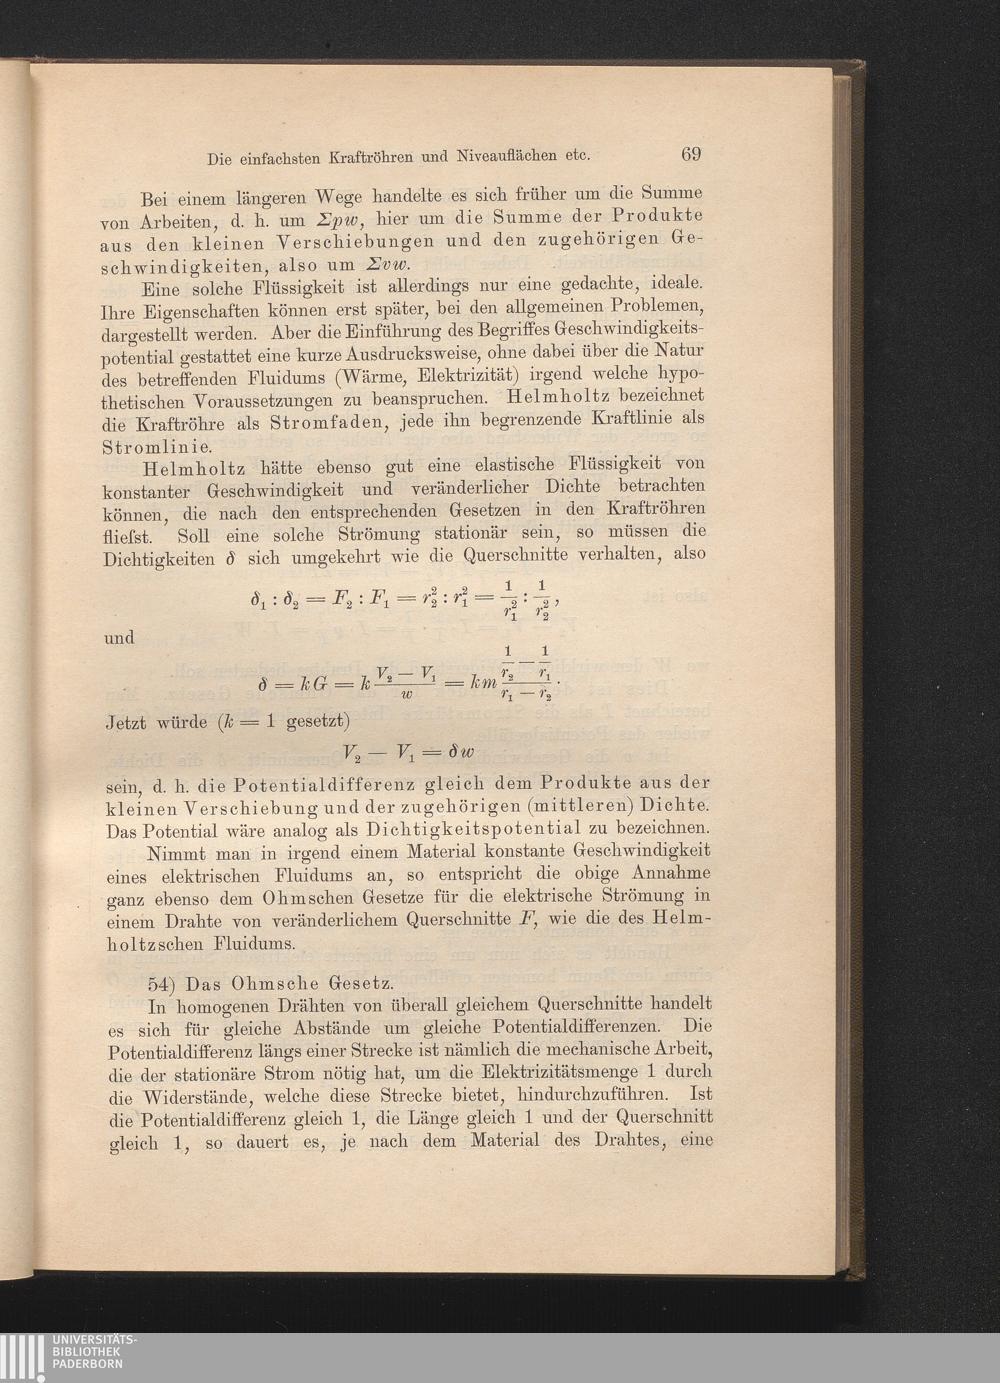 Die einfachsten Kraftröhren und Niveauflächen etc. 69
Bei einem längeren Wege handelte es sich früher um die Summe
von Arbeiten, d. h. um Σpw, hier um die Summe der Produkte
aus den kleinen Verschiebungen und den zugehörigen Ge-
schwindigkeiten, also um Σvw.
Eine solche Flüssigkeit ist allerdings nur eine gedachte, ideale.
Ihre Eigenschaften können erst später, bei den allgemeinen Problemen,
dargestellt werden. Aber die Einführung des Begriffes Geschwindigkeits-
potential gestattet eine kurze Ausdrucksweise, ohne dabei über die Natur
des betreffenden Fluidums (Wärme, Elektrizität) irgend welche hypo-
thetischen Voraussetzungen zu beanspruchen. Helmholtz bezeichnet
die Kraftröhre als Stromfaden, jede ihn begrenzende Kraftlinie als
Stromlinie.
Helmholtz hätte ebenso gut eine elastische Flüssigkeit von
konstanter Geschwindigkeit und veränderlicher Dichte betrachten
können, die nach den entsprechenden Gesetzen in den Kraftröhren
fließt. Soll eine solche Strömung stationär sein, so müssen die
Dichtigkeiten δ sich umgekehrt wie die Querschnitte verhalten, also
δ₁ : δ₂ = F₂ : F₁ = r₂² : r₁² = 1/r₁² : 1/r₂² ,
und
δ = kG = k (V₂ — V₁)/w = km (1/r₂ — 1/r₁)/(r₁ — r₂) ·
Jetzt würde (k = 1 gesetzt)
V₂ — V₁ = δw
sein, d. h. die Potentialdifferenz gleich dem Produkte aus der
kleinen Verschiebung und der zugehörigen (mittleren) Dichte.
Das Potential wäre analog als Dichtigkeitspotential zu bezeichnen.
Nimmt man in irgend einem Material konstante Geschwindigkeit
eines elektrischen Fluidums an, so entspricht die obige Annahme
ganz ebenso dem Ohmschen Gesetze für die elektrische Strömung in
einem Drahte von veränderlichem Querschnitte F, wie die des Helm-
holtzschen Fluidums.
54) Das Ohmsche Gesetz.
In homogenen Drähten von überall gleichem Querschnitte handelt
es sich für gleiche Abstände um gleiche Potentialdifferenzen. Die
Potentialdifferenz längs einer Strecke ist nämlich die mechanische Arbeit,
die der stationäre Strom nötig hat, um die Elektrizitätsmenge 1 durch
die Widerstände, welche diese Strecke bietet, hindurchzuführen. Ist
die Potentialdifferenz gleich 1, die Länge gleich 1 und der Querschnitt
gleich 1, so dauert es, je nach dem Material des Drahtes, eine
UNIVERSITÄTS-
BIBLIOTHEK
PADERBORN